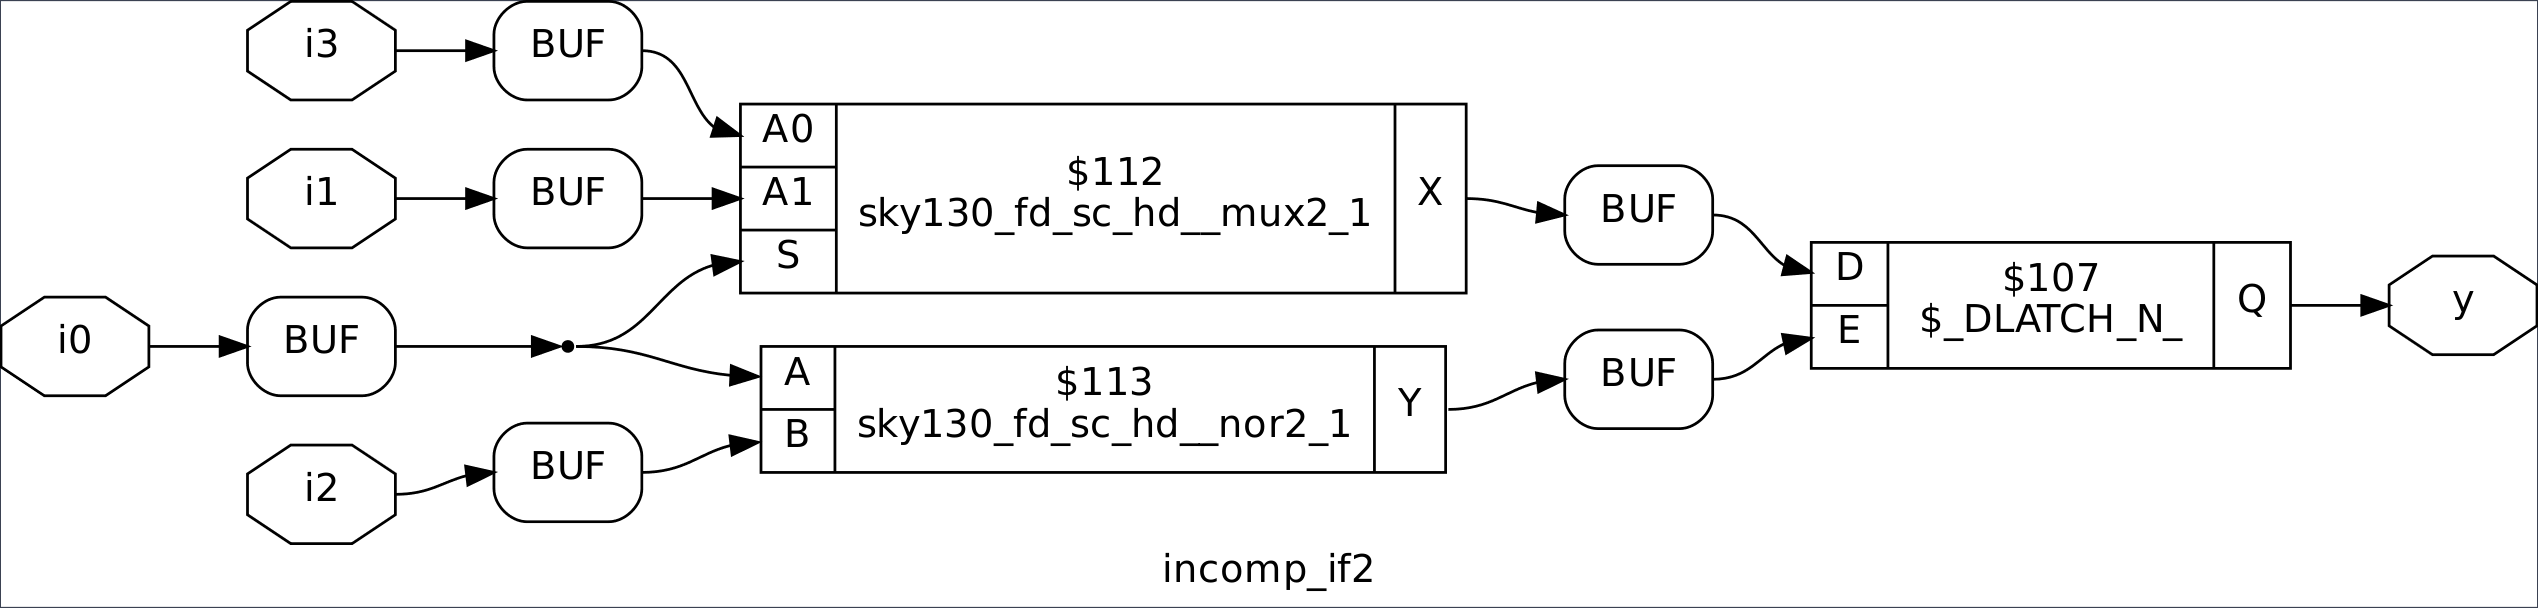 i3
BUF
i1
BUF
i0
BUF
i2
BUF
A0
A1
S
$112
sky130_fd_sc_hd__mux2_1
X
A
B
$113
sky130_fd_sc_hd__nor2_1
Y
BUF
BUF
D
E
$107
$_DLATCH_N_
Q
y
incomp_if2